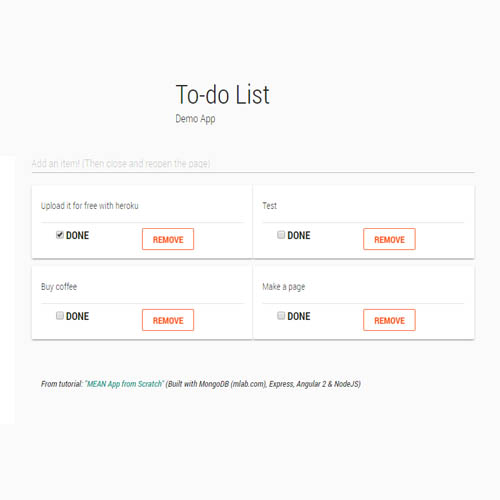 To-do List
Demo App
Add an item! (Then close and reopen the page)
Upload it for free with heroku
Test
DONE
REMOVE
DONE
REMOVE
Buy coffee
Make a page
DONE
REMOVE
DONE
REMOVE
From tutorial: "MEAN App from Scratch" (Built with MongoDB (mlab.com), Express, Angular 2 & NodeJS)